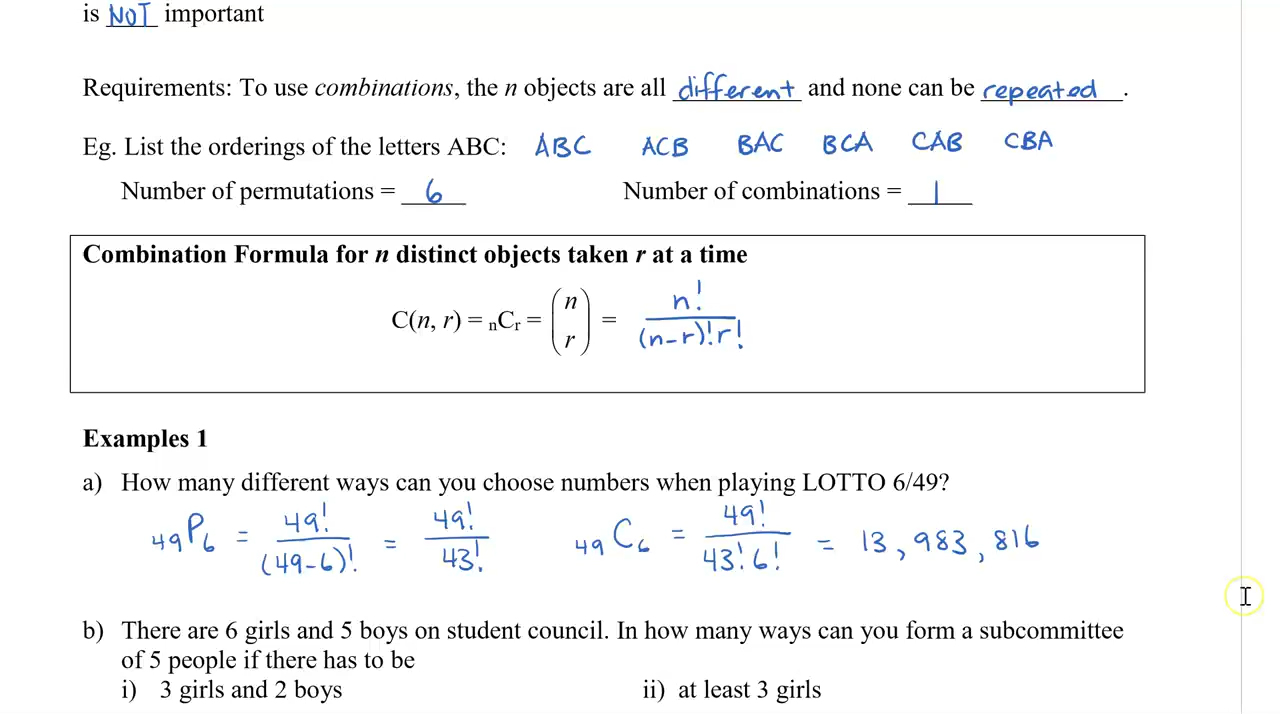 is NOT important
Requirements: To use combinations, the n objects are all different and none can be repeated.
Eg. List the orderings of the letters ABC: ABC ACB BAC BCA CAB CBA
Number of permutations = 6 Number of combinations = 1
Combination Formula for n distinct objects taken r at a time
C(n, r) = nCr = (n r) = n! / (n-r)! r!
Examples 1
a) How many different ways can you choose numbers when playing LOTTO 6/49?
49P6 = 49! / (49-6)! = 49! / 43! 49C6 = 49! / 43! 6! = 13,983,816
b) There are 6 girls and 5 boys on student council. In how many ways can you form a subcommittee
of 5 people if there has to be
i) 3 girls and 2 boys ii) at least 3 girls